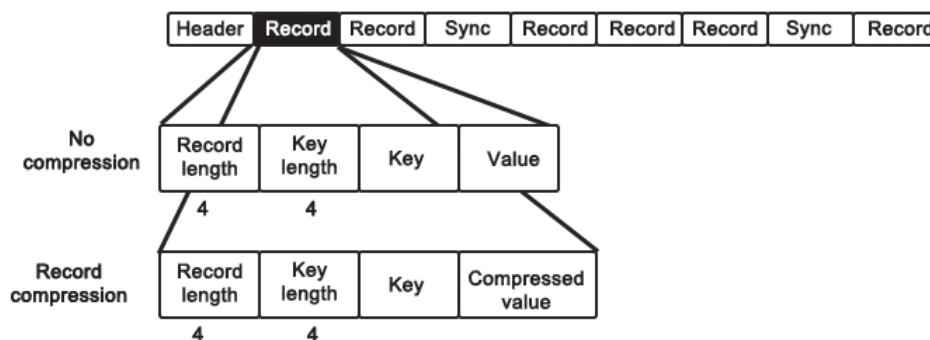 Header Record Record Sync Record Record Record Sync Record
No
compression
Record
length
Key
length
Key
Value
4 4
Record
compression
Record
length
Key
length
Key
Compressed
value
4 4